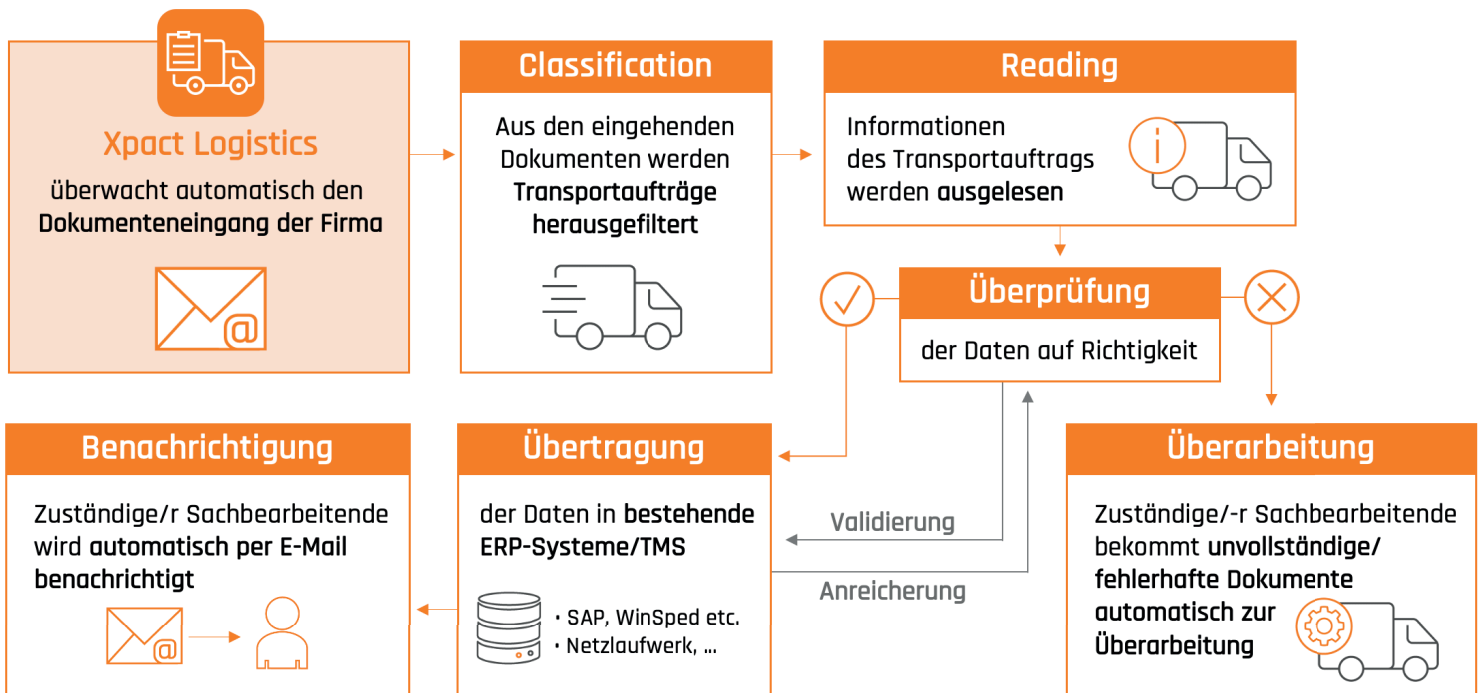 Xpact Logistics
überwacht automatisch den
Dokumenteneingang der Firma
@
Classification
Aus den eingehenden
Dokumenten werden
Transportaufträge
herausgefiltert
Reading
Informationen
des Transportauftrags
werden ausgelesen
i
Überprüfung
der Daten auf Richtigkeit
Benachrichtigung
Zuständige/r Sachbearbeitende
wird automatisch per E-Mail
benachrichtigt
@
Übertragung
der Daten in bestehende
ERP-Systeme/TMS
· SAP, WinSped etc.
· Netzlaufwerk, ...
Validierung
Anreicherung
Überarbeitung
Zuständige/-r Sachbearbeitende
bekommt unvollständige/
fehlerhafte Dokumente
automatisch zur
Überarbeitung